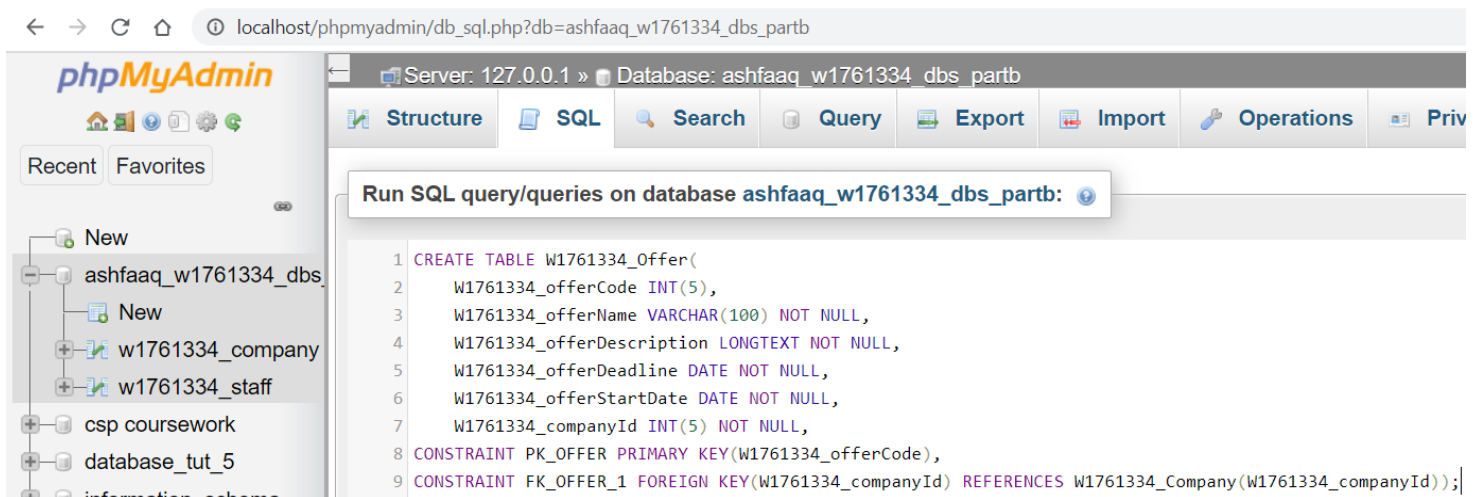 localhost/phpmyadmin/db_sql.php?db=ashfaaq_w1761334_dbs_partb
phpMyAdmin
Server: 127.0.0.1 » Database: ashfaaq_w1761334_dbs_partb
Structure SQL Search Query Export Import Operations Priv
Recent Favorites
Run SQL query/queries on database ashfaaq_w1761334_dbs_partb:
New
ashfaaq_w1761334_dbs_
New
w1761334_company
w1761334_staff
csp coursework
database_tut_5
information_schema
1 CREATE TABLE W1761334_Offer(
2 W1761334_offerCode INT(5),
3 W1761334_offerName VARCHAR(100) NOT NULL,
4 W1761334_offerDescription LONGTEXT NOT NULL,
5 W1761334_offerDeadline DATE NOT NULL,
6 W1761334_offerStartDate DATE NOT NULL,
7 W1761334_companyId INT(5) NOT NULL,
8 CONSTRAINT PK_OFFER PRIMARY KEY(W1761334_offerCode),
9 CONSTRAINT FK_OFFER_1 FOREIGN KEY(W1761334_companyId) REFERENCES W1761334_Company(W1761334_companyId));